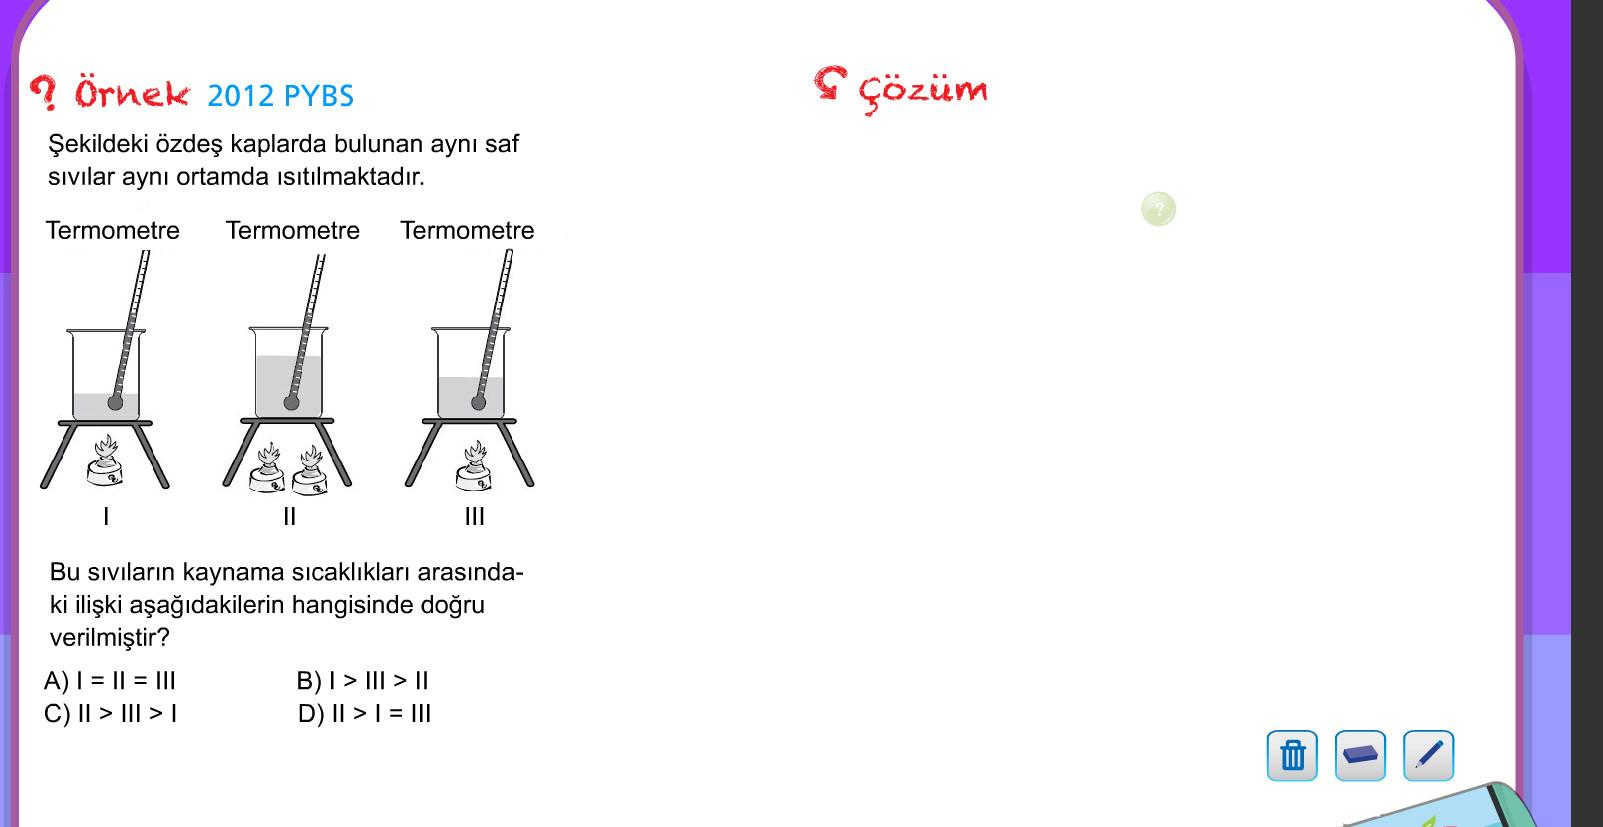 ? Örnek 2012 PYBS
Şekildeki özdeş kaplarda bulunan aynı saf
sıvılar aynı ortamda ısıtılmaktadır.
Termometre Termometre Termometre
I II III
Bu sıvıların kaynama sıcaklıkları arasında-
ki ilişki aşağıdakilerin hangisinde doğru
verilmiştir?
A) I = II = III B) I > III > II
C) II > III > I D) II > I = III
Çözüm
?